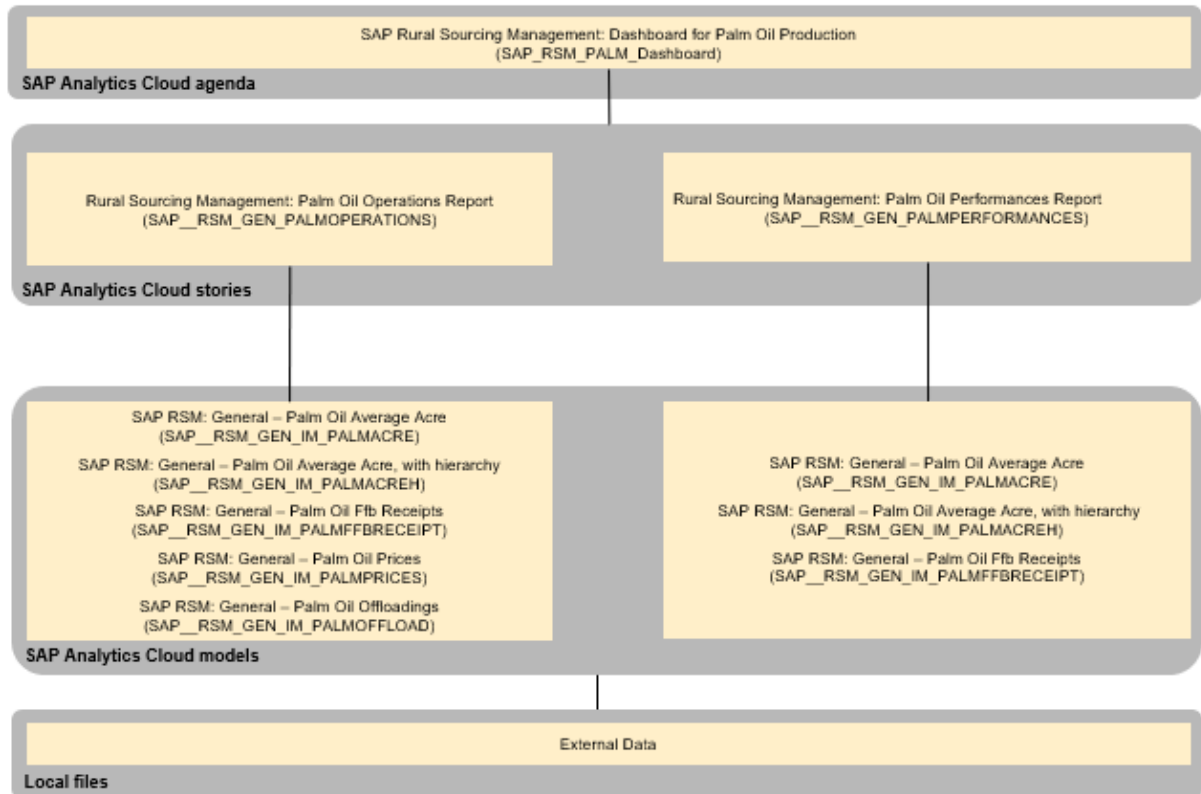 SAP Rural Sourcing Management: Dashboard for Palm Oil Production
(SAP_RSM_PALM_Dashboard)
SAP Analytics Cloud agenda
Rural Sourcing Management: Palm Oil Operations Report
(SAP__RSM_GEN_PALMOPERATIONS)
Rural Sourcing Management: Palm Oil Performances Report
(SAP__RSM_GEN_PALMPERFORMANCES)
SAP Analytics Cloud stories
SAP RSM: General – Palm Oil Average Acre
(SAP__RSM_GEN_IM_PALMACRE)
SAP RSM: General – Palm Oil Average Acre, with hierarchy
(SAP__RSM_GEN_IM_PALMACREH)
SAP RSM: General – Palm Oil Ffb Receipts
(SAP__RSM_GEN_IM_PALMFFBRECEIPT)
SAP RSM: General – Palm Oil Prices
(SAP__RSM_GEN_IM_PALMPRICES)
SAP RSM: General – Palm Oil Offloadings
(SAP__RSM_GEN_IM_PALMOFFLOAD)
SAP RSM: General – Palm Oil Average Acre
(SAP__RSM_GEN_IM_PALMACRE)
SAP RSM: General – Palm Oil Average Acre, with hierarchy
(SAP__RSM_GEN_IM_PALMACREH)
SAP RSM: General – Palm Oil Ffb Receipts
(SAP__RSM_GEN_IM_PALMFFBRECEIPT)
SAP Analytics Cloud models
External Data
Local files